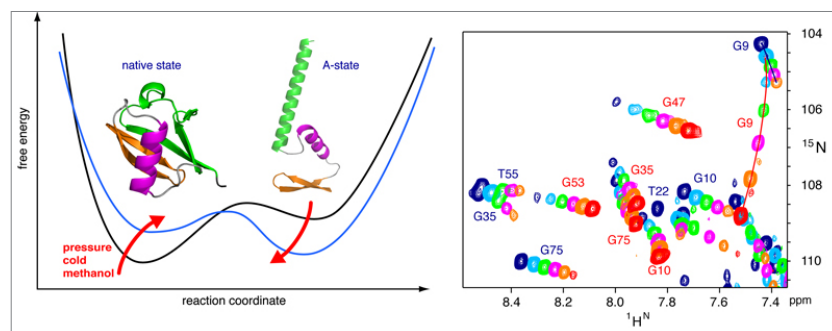 free energy
native state
A-state
pressure
cold
methanol
reaction coordinate
G9
G47
G9
T55
G53
G35
T22
G10
G35
G75
G75
G10
104
106
15N
108
110
8.4
8.2
8.0
7.8
7.6
7.4
ppm
1HN